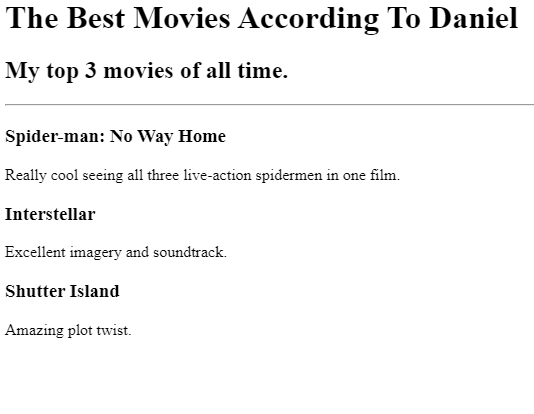 The Best Movies According To Daniel
My top 3 movies of all time.
Spider-man: No Way Home
Really cool seeing all three live-action spidermen in one film.
Interstellar
Excellent imagery and soundtrack.
Shutter Island
Amazing plot twist.